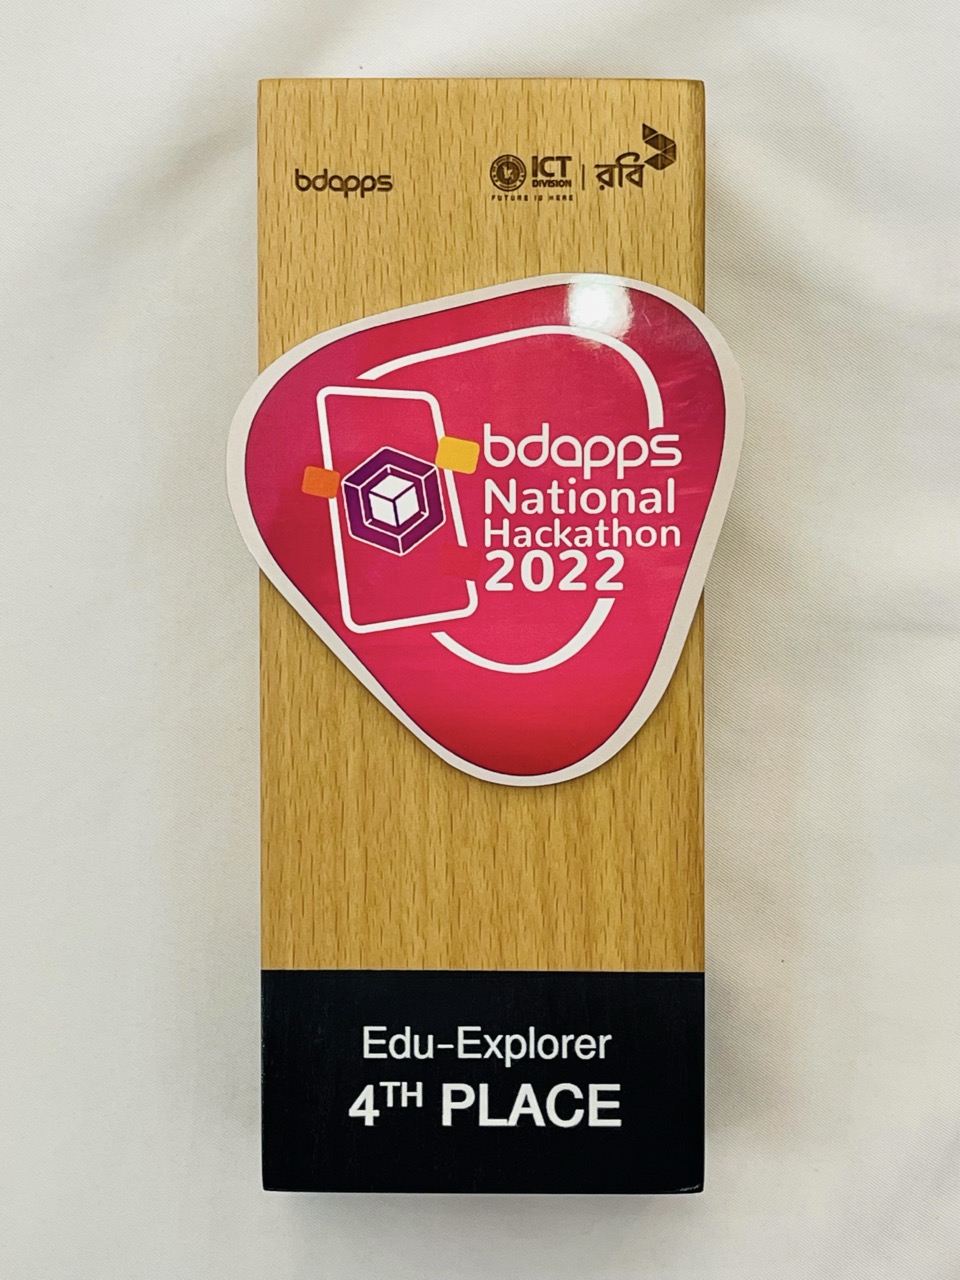 bdapps
ICT
DIVISION
FUTURE IS HERE
রবি
bdapps
National
Hackathon
2022
Edu-Explorer
4TH PLACE